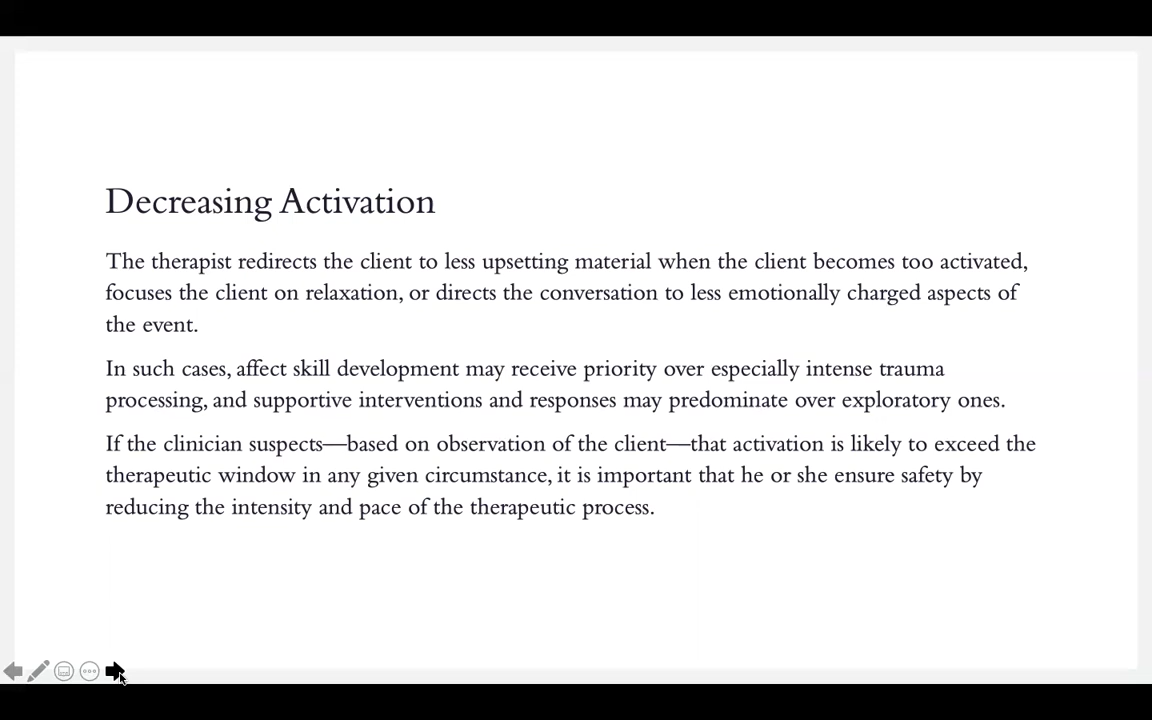 Decreasing Activation
The therapist redirects the client to less upsetting material when the client becomes too activated,
focuses the client on relaxation, or directs the conversation to less emotionally charged aspects of
the event.
In such cases, affect skill development may receive priority over especially intense trauma
processing, and supportive interventions and responses may predominate over exploratory ones.
If the clinician suspects—based on observation of the client—that activation is likely to exceed the
therapeutic window in any given circumstance, it is important that he or she ensure safety by
reducing the intensity and pace of the therapeutic process.